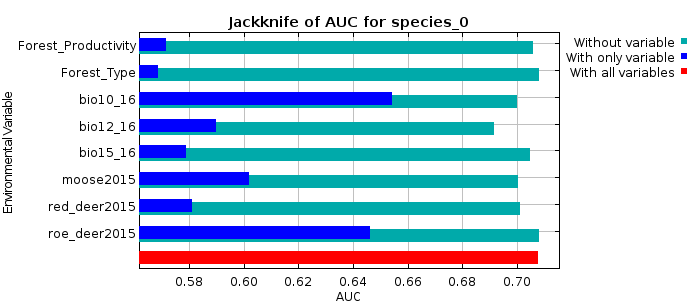 Jackknife of AUC for species_0
Environmental Variable
Forest_Productivity
Forest_Type
bio10_16
bio12_16
bio15_16
moose2015
red_deer2015
roe_deer2015
0.58 0.60 0.62 0.64 0.66 0.68 0.70
AUC
Without variable
With only variable
With all variables